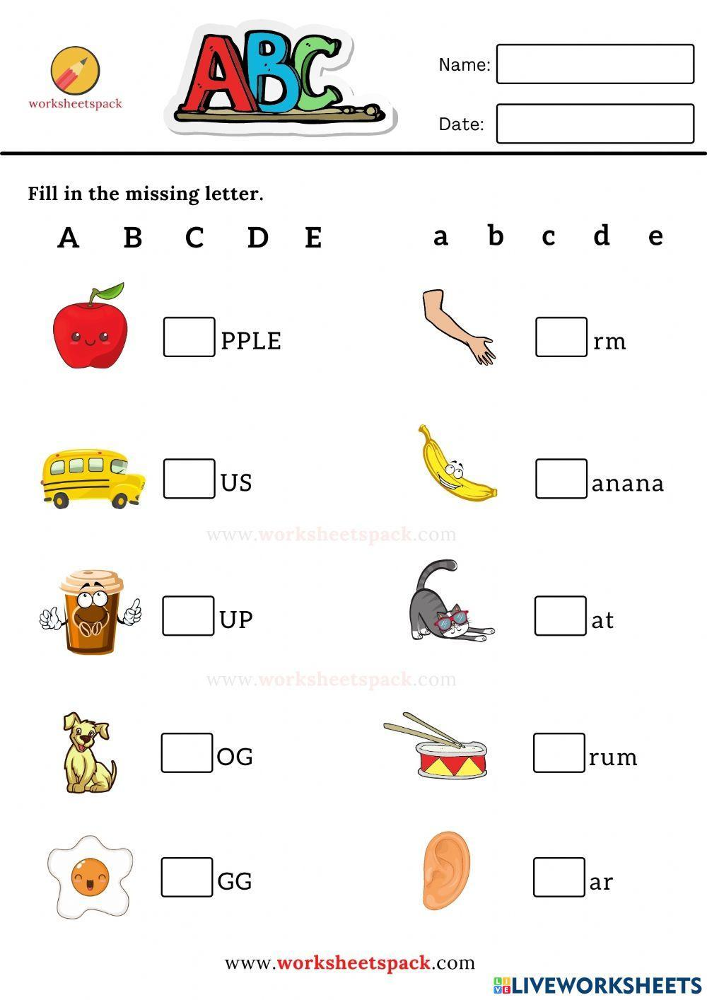 worksheetspack
ABC
Name:
Date:
Fill in the missing letter.
A B C D E
a b c d e
PPLE
rm
US
anana
www.worksheetspack.com
UP
at
www.worksheetspack.com
OG
rum
GG
ar
www.worksheetspack.com
LIVE LIVEWORKSHEETS